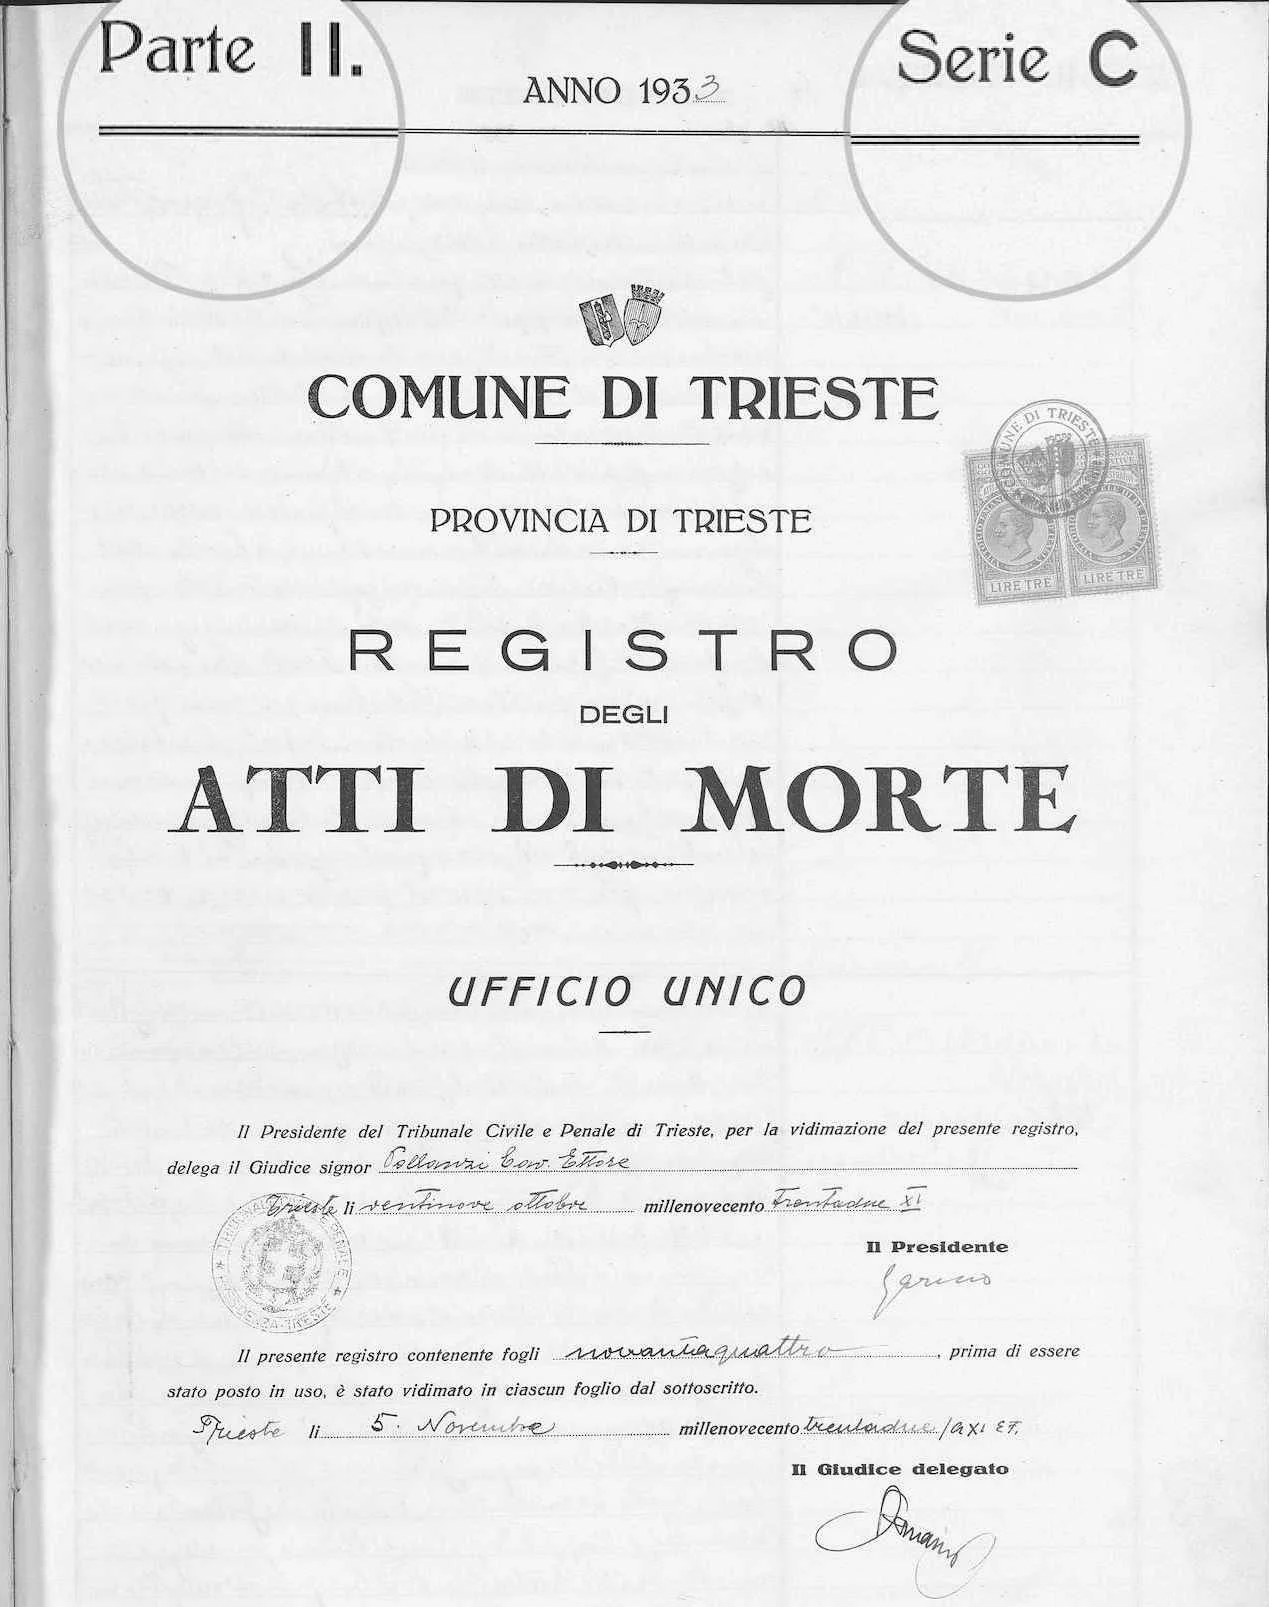 Parte II.
Serie C
ANNO 1933
COMUNE DI TRIESTE
COMUNE DI TRIESTE
PROVINCIA DI TRIESTE
LIRE TRE
LIRE TRE
REGISTRO
DEGLI
ATTI DI MORTE
UFFICIO UNICO
Il Presidente del Tribunale Civile e Penale di Trieste, per la vidimazione del presente registro,
delega il Giudice signor Cav. Ettore
Trieste li ventinove ottobre millenovecento trentadue XI
Il Presidente
Il presente registro contenente fogli novantaquattro, prima di essere
stato posto in uso, è stato vidimato in ciascun foglio dal sottoscritto.
Trieste li 5. Novembre millenovecento trentadue
Il Giudice delegato